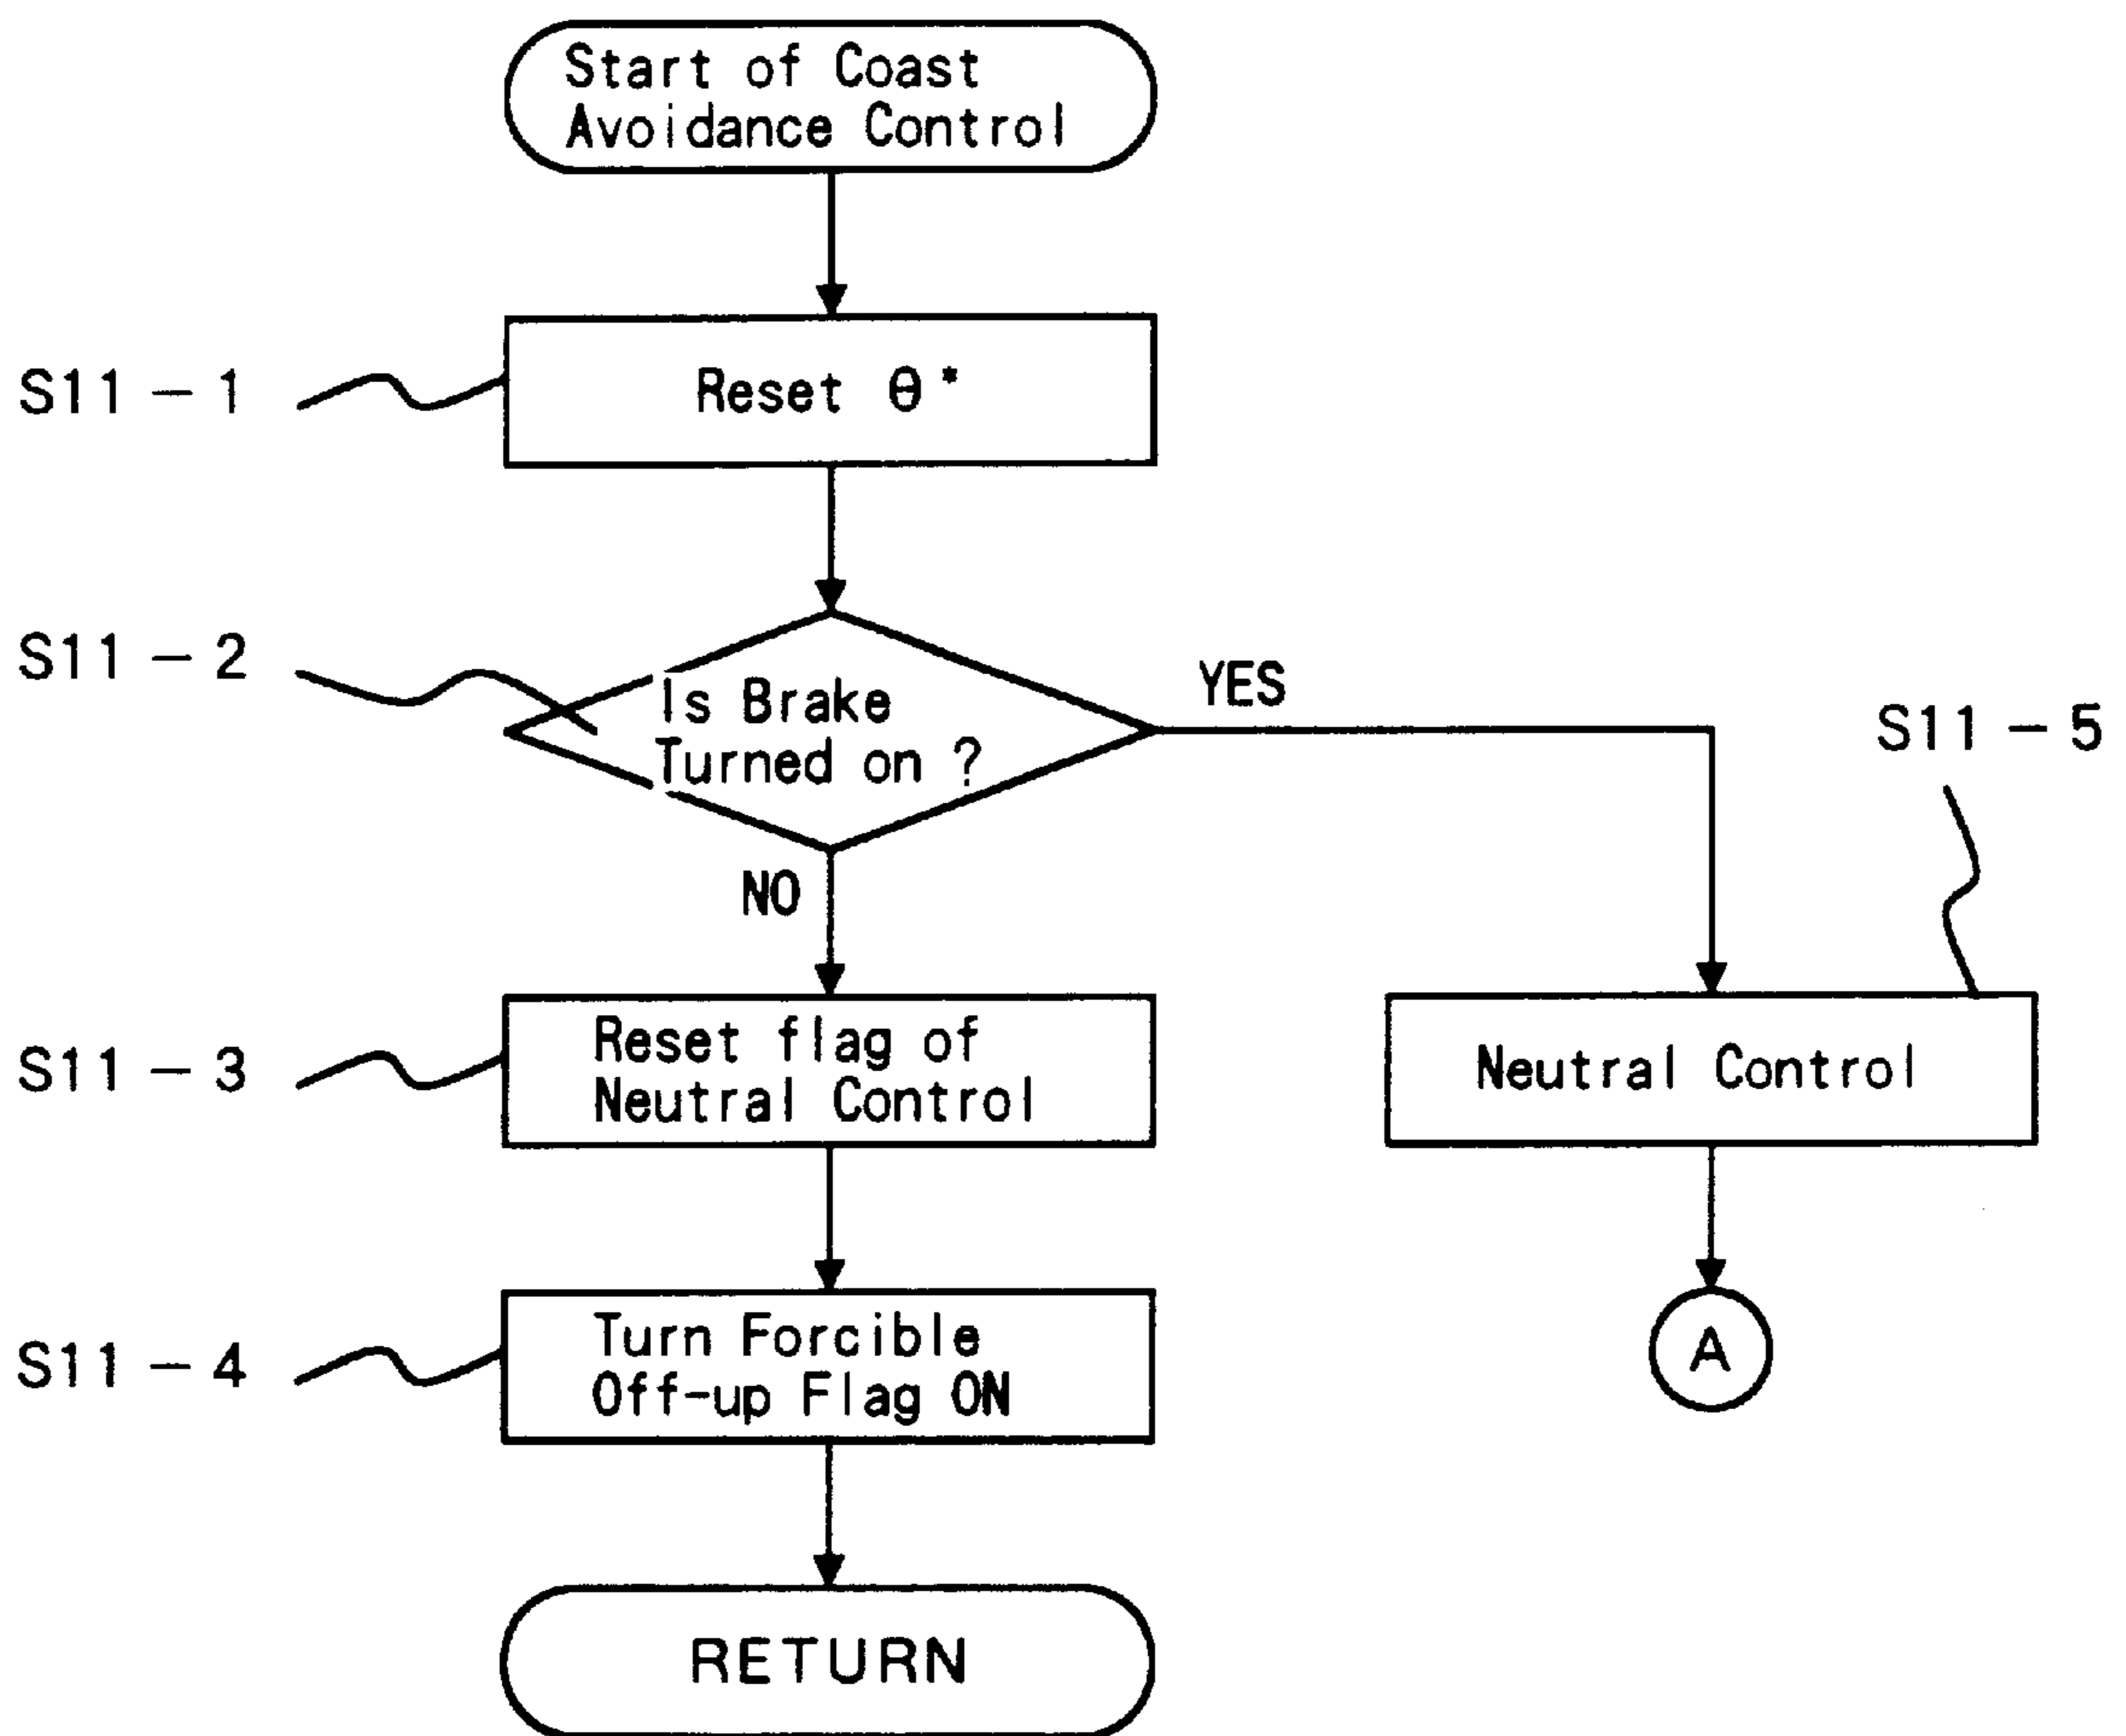 Start of Coast
Avoidance Control
S11-1
Reset θ*
S11-2
Is Brake
Turned on ?
YES
S11-5
NO
S11-3
Reset flag of
Neutral Control
Neutral Control
S11-4
Turn Forcible
Off-up Flag ON
A
RETURN